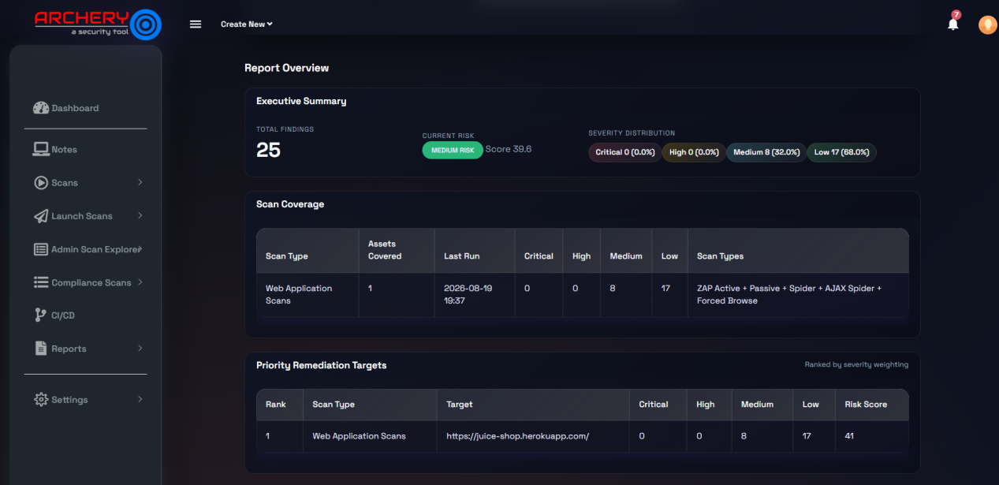 ARCHERY
a security tool
Create New
7
Dashboard
Notes
Scans
Launch Scans
Admin Scan Explorer
Compliance Scans
CI/CD
Reports
Settings
Report Overview
Executive Summary
TOTAL FINDINGS
25
CURRENT RISK
MEDIUM RISK Score 39.6
SEVERITY DISTRIBUTION
Critical 0 (0.0%) High 0 (0.0%) Medium 8 (32.0%) Low 17 (68.0%)
Scan Coverage
Scan Type Assets Covered Last Run Critical High Medium Low Scan Types
Web Application Scans 1 2026-08-19 19:37 0 0 8 17 ZAP Active + Passive + Spider + AJAX Spider + Forced Browse
Priority Remediation Targets
Ranked by severity weighting
Rank Scan Type Target Critical High Medium Low Risk Score
1 Web Application Scans https://juice-shop.herokuapp.com/ 0 0 8 17 41